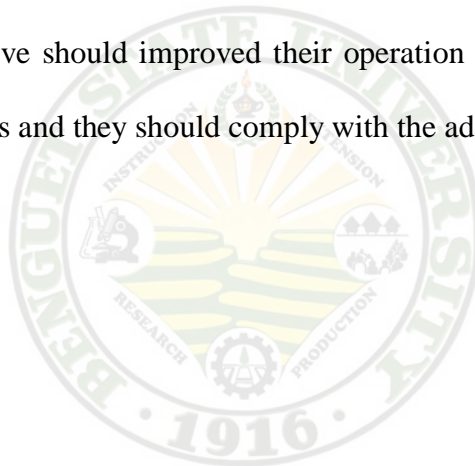 ve should improved their operation
s and they should comply with the ad
BENGUET STATE UNIVERSITY
INSTRUCTION
EXTENSION
RESEARCH
PRODUCTION
1916